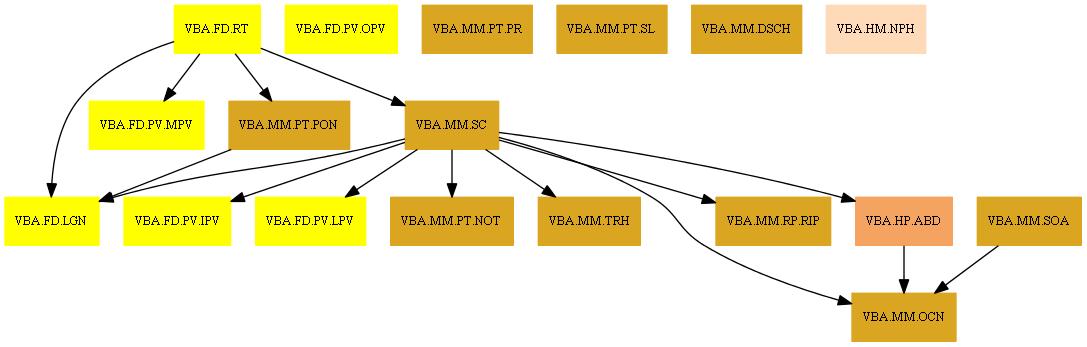 VBA.FD.RT
VBA.FD.PV.OPV
VBA.MM.PT.PR
VBA.MM.PT.SL
VBA.MM.DSCH
VBA.HM.NPH
VBA.FD.PV.MPV
VBA.MM.PT.PON
VBA.MM.SC
VBA.FD.LGN
VBA.FD.PV.IPV
VBA.FD.PV.LPV
VBA.MM.PT.NOT
VBA.MM.TRH
VBA.MM.RP.RIP
VBA.HP.ABD
VBA.MM.SOA
VBA.MM.OCN